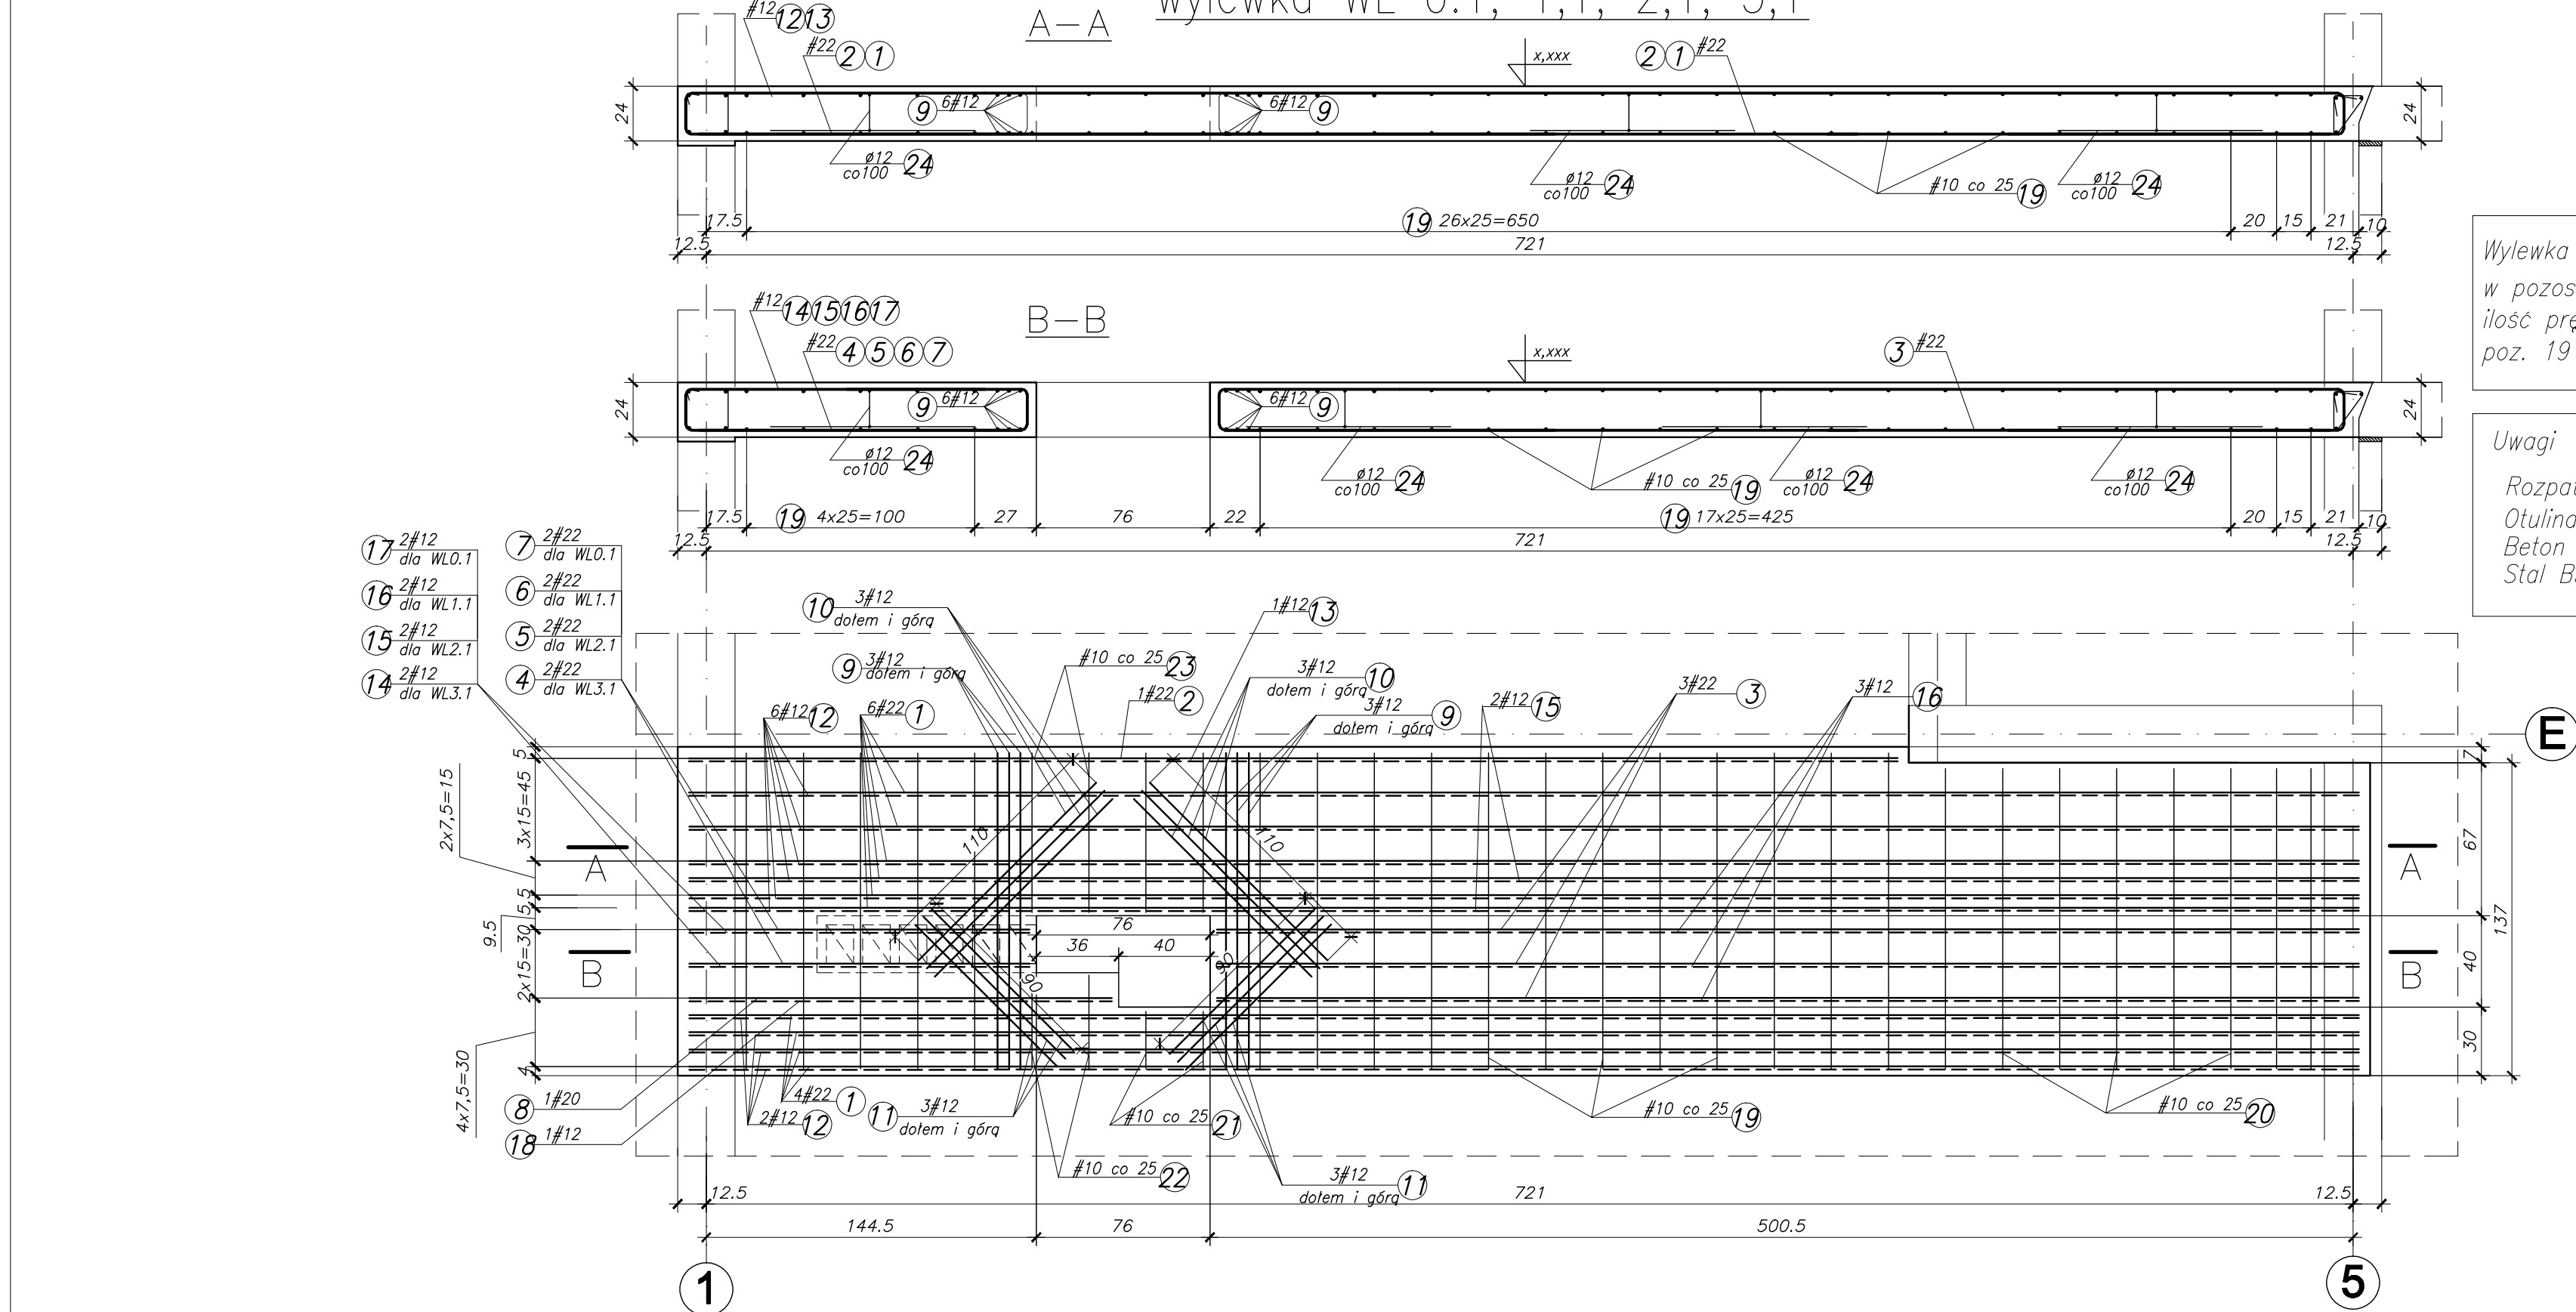 A-A
#12 12 13
#22 2 1
x,xxx
2 1 #22
24
9 6#12
6#12 9
24
ø12
co100 24
ø12
co100 24
#10 co 25 19
ø12
co100 24
17.5
19 26x25=650
20 15 21 10
12.5
721
12.5
Wylewka
w pozos
poz. 19
B-B
#12 14 15 16 17
#22 4 5 6 7
x,xxx
3 #22
24
9 6#12
6#12 9
24
ø12
co100 24
ø12
co100 24
#10 co 25 19
ø12
co100 24
ø12
co100 24
17.5
19 4x25=100
27
76
22
19 17x25=425
20 15 21 10
12.5
721
12.5
Uwagi
Beton
17 2#12
dla WL0.1
16 2#12
dla WL1.1
15 2#12
dla WL2.1
14 2#12
dla WL3.1
7 2#22
dla WL0.1
6 2#22
dla WL1.1
5 2#22
dla WL2.1
4 2#22
dla WL3.1
10 3#12
dołem i górą
1#12 13
9 3#12
dołem i górą
#10 co 25 23
3#12
dołem i górą 10
1#22 2
3#12
dołem i górą 9
6#12 12
6#22 1
2#12 15
3#22 3
3#12 16
E
5
3x15=45
2x7,5=15
5
5
9.5
2x15=30
4x7,5=30
4
A
B
110
110
76
36
40
90
90
A
B
7
67
40
30
137
8 1#20
18 1#12
4#22 1
2#12 12
11 3#12
dołem i górą
#10 co 25 21
#10 co 25 22
3#12
dołem i górą 11
#10 co 25 19
#10 co 25 20
12.5
721
12.5
144.5
76
500.5
1
5